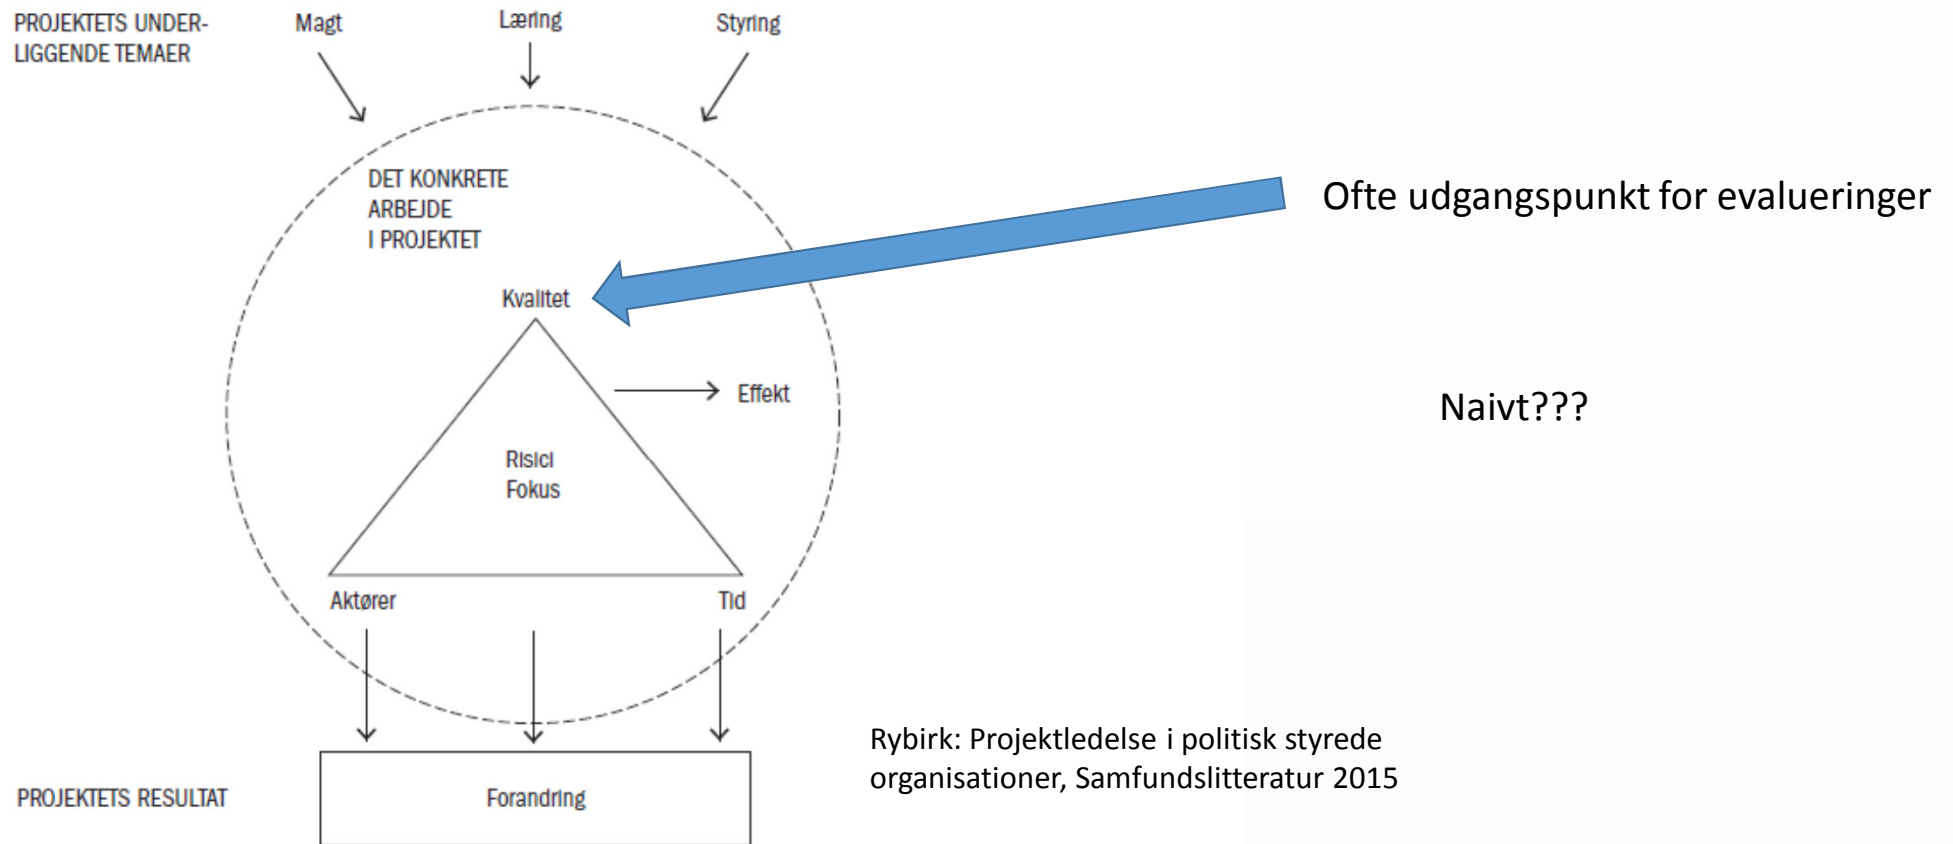 PROJEKTETS UNDER-
LIGGENDE TEMAER
Magt
Læring
Styring
DET KONKRETE
ARBEJDE
I PROJEKTET
Ofte udgangspunkt for evalueringer
Kvalitet
Effekt
Naivt???
Risici
Fokus
Aktører
Tid
Rybirk: Projektledelse i politisk styrede
organisationer, Samfundslitteratur 2015
PROJEKTETS RESULTAT
Forandring